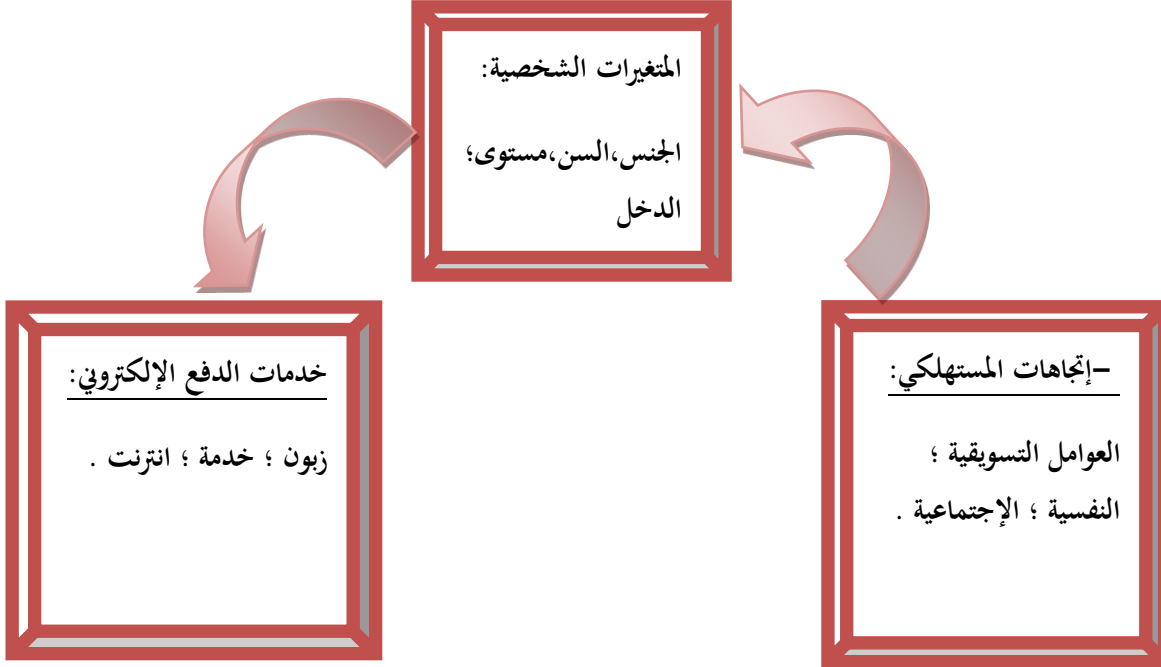 المتغيرات الشخصية:
الجنس،السن،مستوى؛
الدخل
–إتجاهات المستهلكي:
العوامل التسويقية ؛
النفسية ؛ الإجتماعية .
خدمات الدفع الإلكتروني:
زبون ؛ خدمة ؛ انترنت .